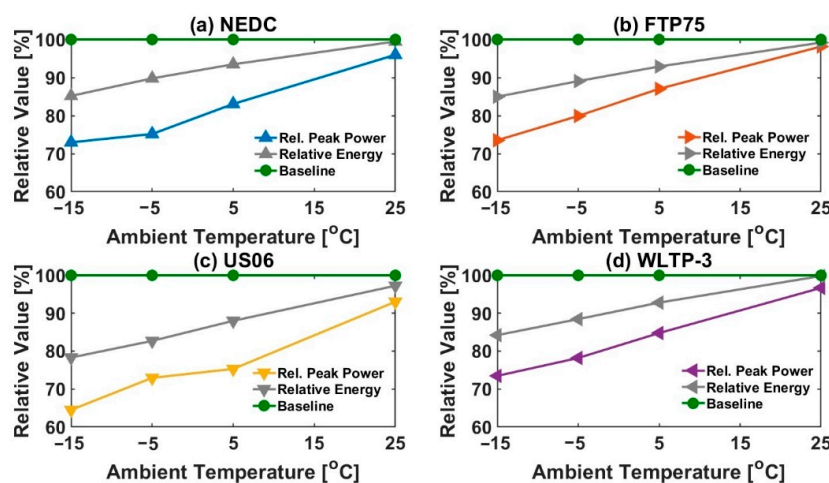 (a) NEDC
Relative Value [%]
100
90
80
70
60
Rel. Peak Power
Relative Energy
Baseline
−15 −5 5 25
Ambient Temperature [°C]
(b) FTP75
Relative Value [%]
100
90
80
70
60
Rel. Peak Power
Relative Energy
Baseline
−15 −5 5 25
Ambient Temperature [°C]
(c) US06
Relative Value [%]
100
90
80
70
60
Rel. Peak Power
Relative Energy
Baseline
−15 −5 5 25
Ambient Temperature [°C]
(d) WLTP-3
Relative Value [%]
100
90
80
70
60
Rel. Peak Power
Relative Energy
Baseline
−15 −5 5 25
Ambient Temperature [°C]